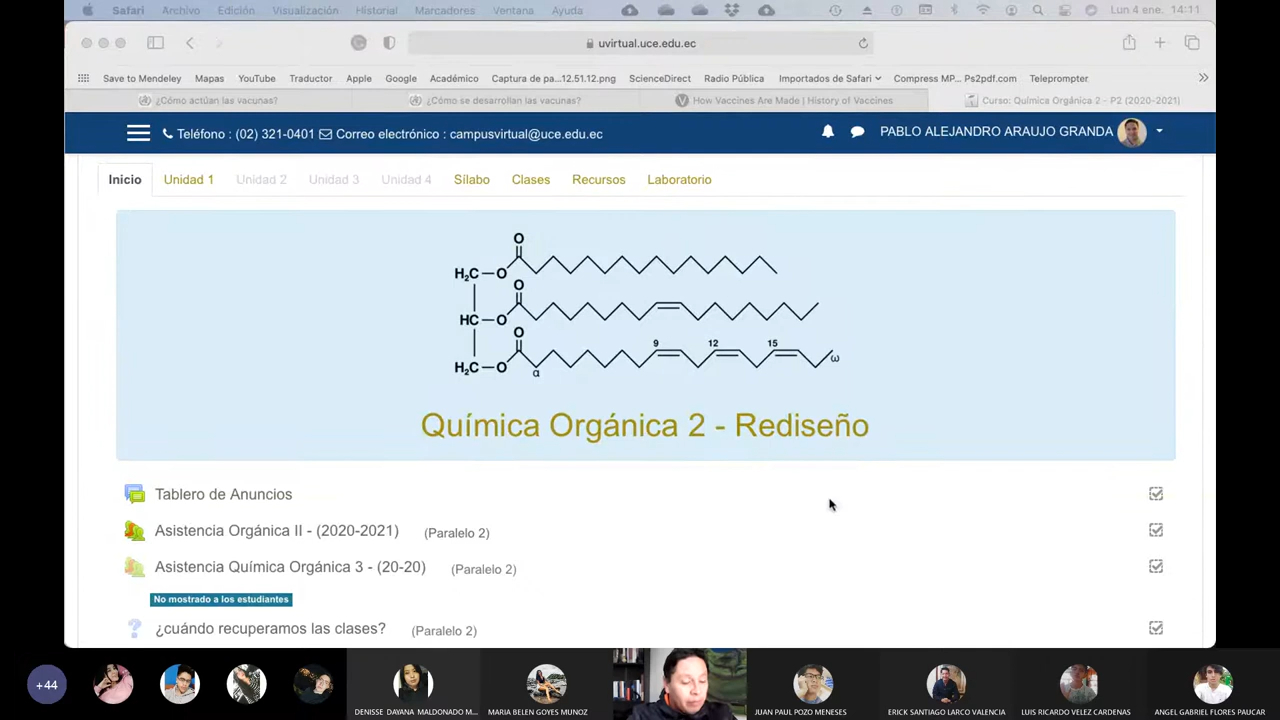 Safari Archivo Edición Visualización Historial Marcadores Ventana Ayuda Lun 4 ene. 14:11
uvirtual.uce.edu.ec
Save to Mendeley Mapas YouTube Traductor Apple Google Académico Captura de pa...12.51.12.png ScienceDirect Radio Pública Importados de Safari Compress MP... Ps2pdf.com Teleprompter
¿Cómo actúan las vacunas? ¿Cómo se desarrollan las vacunas? How Vaccines Are Made | History of Vaccines Curso: Química Orgánica 2 - P2 (2020-2021)
Teléfono : (02) 321-0401 Correo electrónico : campusvirtual@uce.edu.ec PABLO ALEJANDRO ARAUJO GRANDA
Inicio Unidad 1 Unidad 2 Unidad 3 Unidad 4 Sílabo Clases Recursos Laboratorio
O
H₂C—O
O
HC—O
O
9 12 15
H₂C—O
α ω
Química Orgánica 2 - Rediseño
Tablero de Anuncios
Asistencia Orgánica II - (2020-2021) (Paralelo 2)
Asistencia Química Orgánica 3 - (20-20) (Paralelo 2)
No mostrado a los estudiantes
¿cuándo recuperamos las clases? (Paralelo 2)
+44
DENISSE DAYANA MALDONADO M... MARIA BELEN GOYES MUNOZ JUAN PAUL POZO MENESES ERICK SANTIAGO LARCO VALENCIA LUIS RICARDO VELEZ CARDENAS ANGEL GABRIEL FLORES PAUCAR